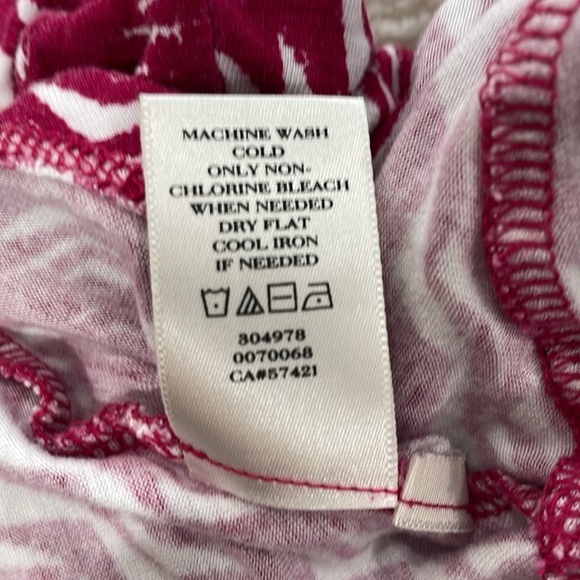 MACHINE WASH
COLD
ONLY NON-
CHLORINE BLEACH
WHEN NEEDED
DRY FLAT
COOL IRON
IF NEEDED
304978
0070068
CA#57421